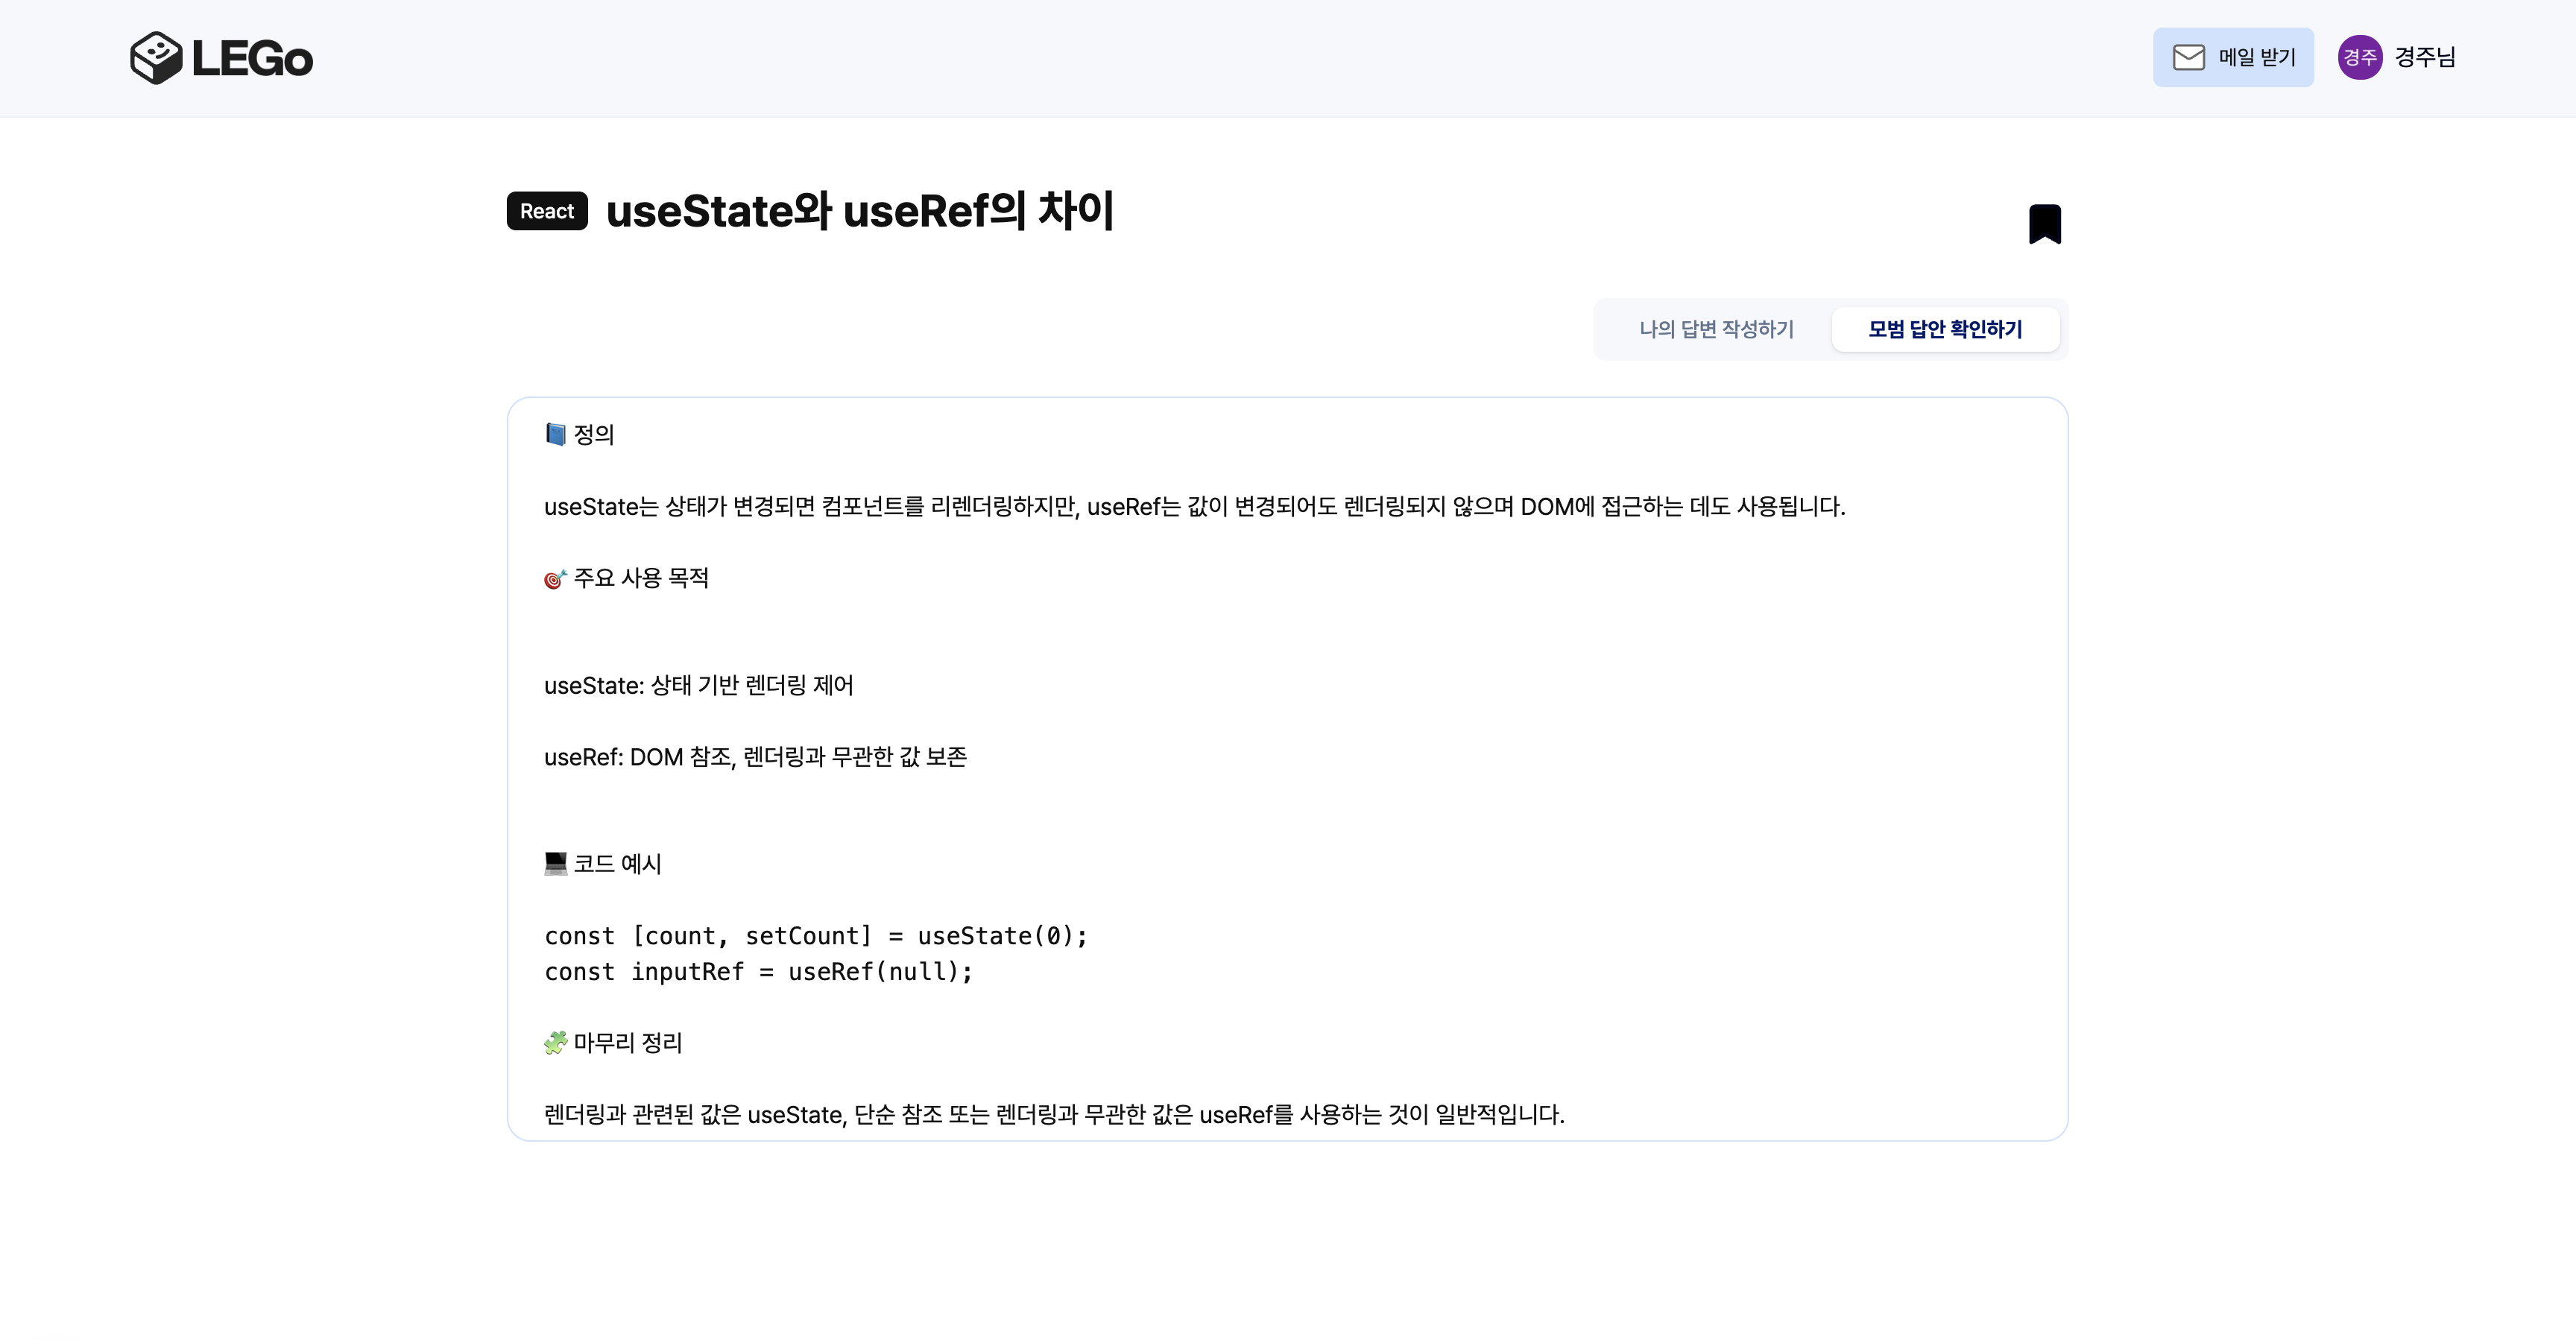 LEGo
메일 받기
경주
경주님
React
useState와 useRef의 차이
나의 답변 작성하기
모범 답안 확인하기
📘 정의
useState는 상태가 변경되면 컴포넌트를 리렌더링하지만, useRef는 값이 변경되어도 렌더링되지 않으며 DOM에 접근하는 데도 사용됩니다.
🎯 주요 사용 목적
useState: 상태 기반 렌더링 제어
useRef: DOM 참조, 렌더링과 무관한 값 보존
💻 코드 예시
const [count, setCount] = useState(0);
const inputRef = useRef(null);
🧩 마무리 정리
렌더링과 관련된 값은 useState, 단순 참조 또는 렌더링과 무관한 값은 useRef를 사용하는 것이 일반적입니다.